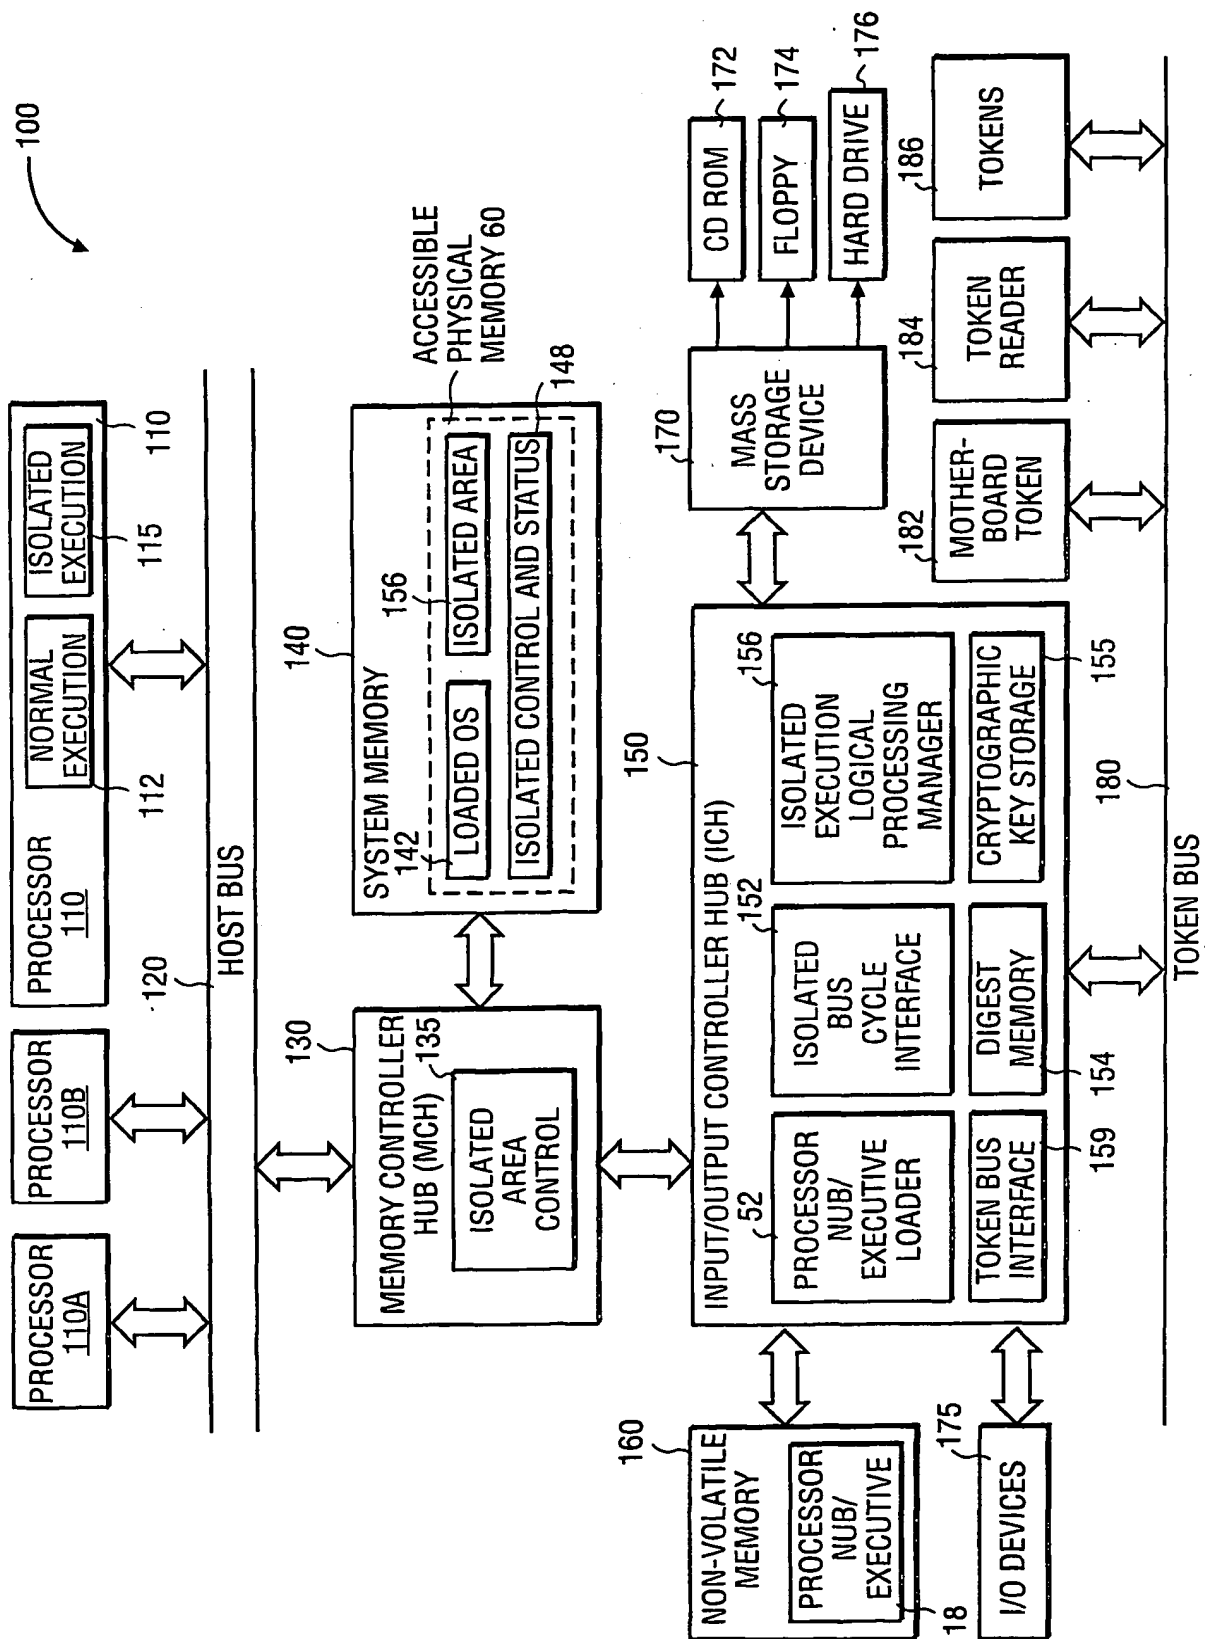 100
PROCESSOR
110A
PROCESSOR
110B
PROCESSOR
110
NORMAL
EXECUTION
112
ISOLATED
EXECUTION
115
110
120
HOST BUS
130
MEMORY CONTROLLER
HUB (MCH)
135
ISOLATED
AREA
CONTROL
140
SYSTEM MEMORY
142
LOADED OS
156
ISOLATED AREA
ISOLATED CONTROL AND STATUS
148
ACCESSIBLE
PHYSICAL
MEMORY 60
160
NON-VOLATILE
MEMORY
PROCESSOR
NUB/
EXECUTIVE
18
175
I/O DEVICES
150
INPUT/OUTPUT CONTROLLER HUB (ICH)
52
PROCESSOR
NUB/
EXECUTIVE
LOADER
152
ISOLATED
BUS
CYCLE
INTERFACE
156
ISOLATED
EXECUTION
LOGICAL
PROCESSING
MANAGER
TOKEN BUS
INTERFACE
159
DIGEST
MEMORY
154
CRYPTOGRAPHIC
KEY STORAGE
155
170
MASS
STORAGE
DEVICE
CD ROM
172
FLOPPY
174
HARD DRIVE
176
182
MOTHER-
BOARD
TOKEN
184
TOKEN
READER
186
TOKENS
180
TOKEN BUS